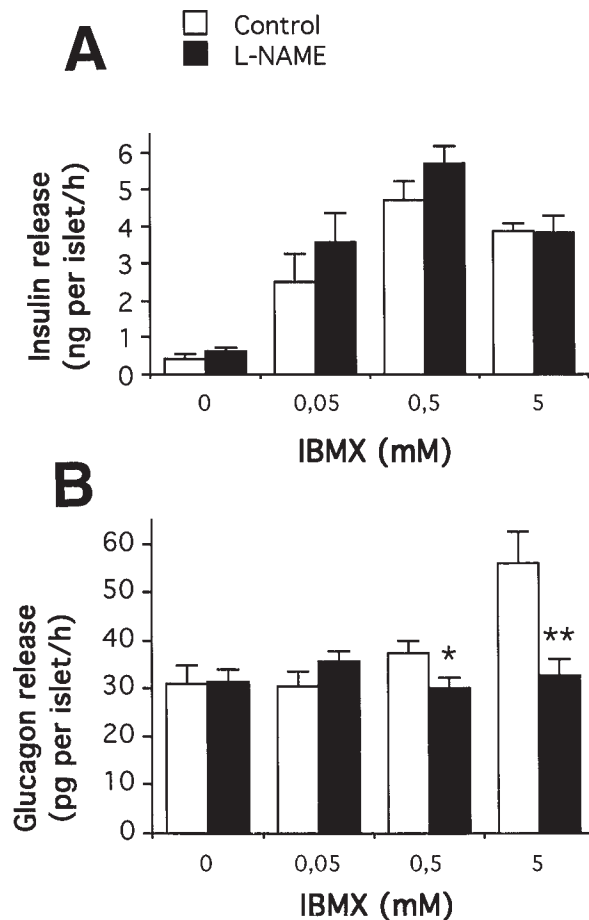 A
Control
L-NAME
Insulin release
(ng per islet/h)
6
5
4
3
2
1
0
0 0,05 0,5 5
IBMX (mM)
B
Glucagon release
(pg per islet/h)
60
50
40
30
20
10
0
*
**
0 0,05 0,5 5
IBMX (mM)